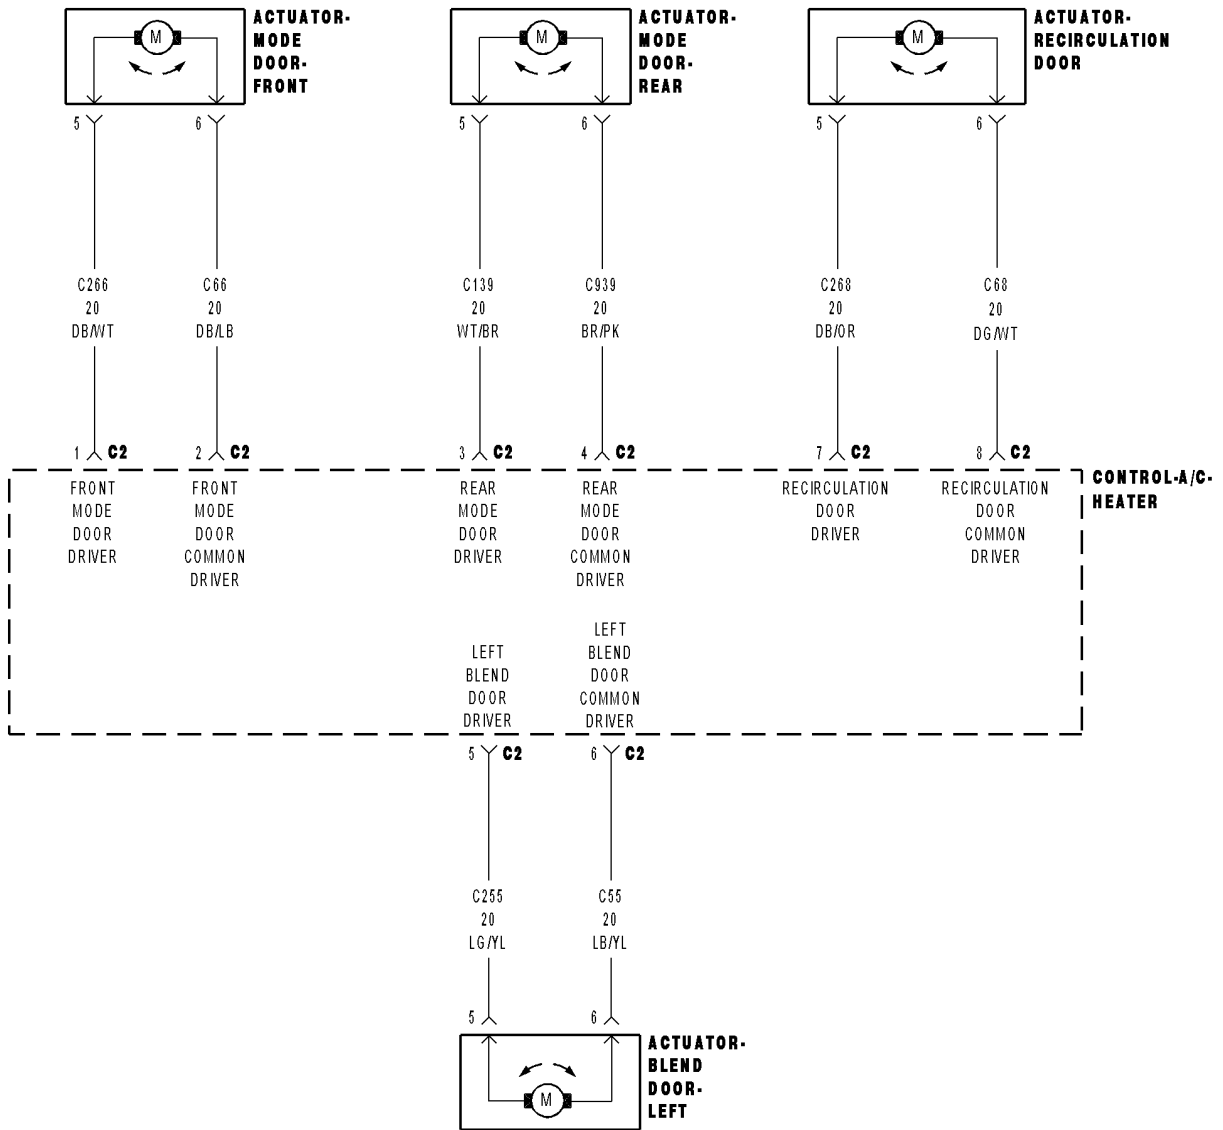 ACTUATOR-
MODE
DOOR-
FRONT
M
5
6
ACTUATOR-
MODE
DOOR-
REAR
M
5
6
ACTUATOR-
RECIRCULATION
DOOR
M
5
6
C266
20
DB/WT
C66
20
DB/LB
C139
20
WT/BR
C939
20
BR/PK
C268
20
DB/OR
C68
20
DG/WT
1 C2
2 C2
3 C2
4 C2
7 C2
8 C2
CONTROL-A/C-
HEATER
FRONT
MODE
DOOR
DRIVER
FRONT
MODE
DOOR
COMMON
DRIVER
REAR
MODE
DOOR
DRIVER
REAR
MODE
DOOR
COMMON
DRIVER
RECIRCULATION
DOOR
DRIVER
RECIRCULATION
DOOR
COMMON
DRIVER
LEFT
BLEND
DOOR
DRIVER
LEFT
BLEND
DOOR
COMMON
DRIVER
5 C2
6 C2
C255
20
LG/YL
C55
20
LB/YL
5
6
M
ACTUATOR-
BLEND
DOOR-
LEFT